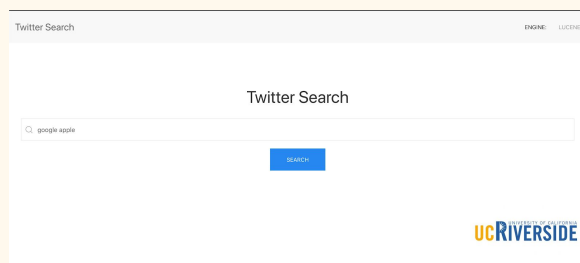 Twitter Search
ENGINE: LUCENE
Twitter Search
google apple
SEARCH
UNIVERSITY OF CALIFORNIA
UCRIVERSIDE